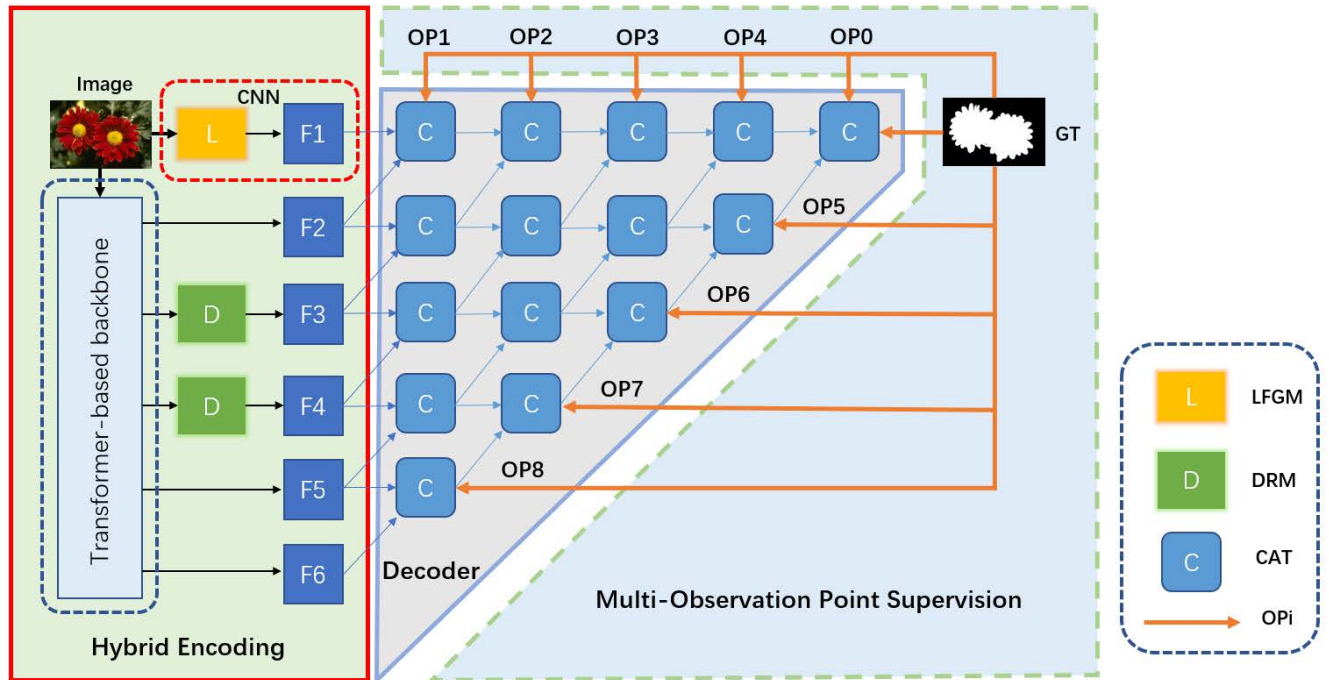 OP1 OP2 OP3 OP4 OP0
Image
CNN
L F1 C C C C C
GT
F2 C C C C
OP5
D F3 C C C
OP6
D F4 C C
OP7
F5 C
OP8
F6
Transformer-based backbone
Decoder
Hybrid Encoding
Multi-Observation Point Supervision
L LFGM
D DRM
C CAT
OPi